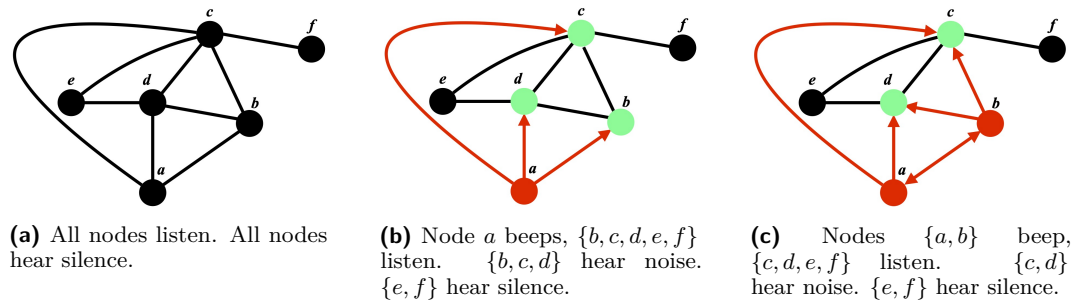 c
f
e
d
b
a
c
f
e
d
b
a
c
f
e
d
b
a
(a) All nodes listen. All nodes
hear silence.
(b) Node a beeps, {b, c, d, e, f}
listen. {b, c, d} hear noise.
{e, f} hear silence.
(c) Nodes {a, b} beep,
{c, d, e, f} listen. {c, d}
hear noise. {e, f} hear silence.